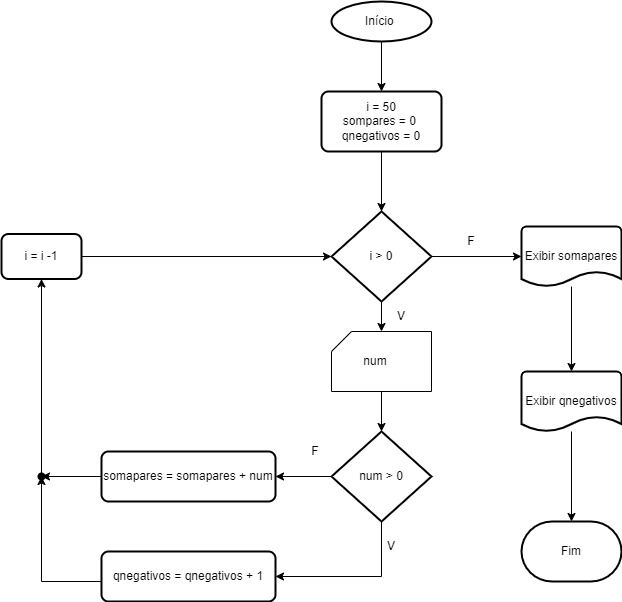 Início
i = 50
sompares = 0
qnegativos = 0
i = i -1
i > 0
F
Exibir somapares
V
num
Exibir qnegativos
F
somapares = somapares + num
num > 0
V
Fim
qnegativos = qnegativos + 1